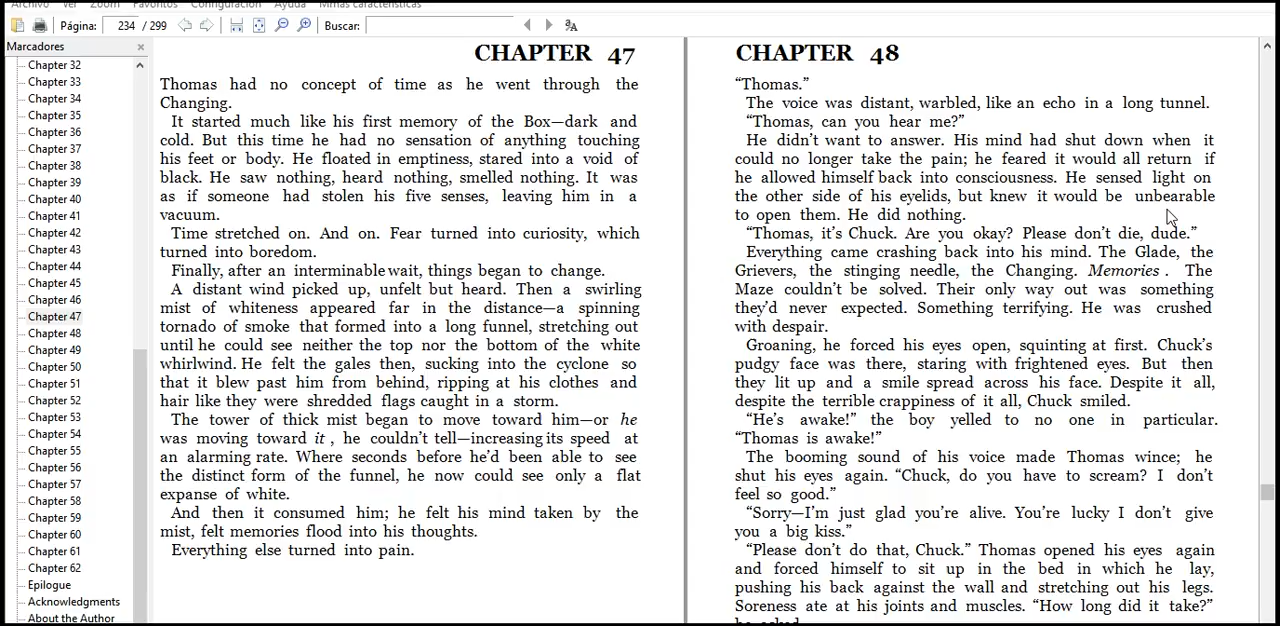 Archivo Ver Zoom Favoritos Configuración Ayuda Mínimas características
Página: 234 / 299 Buscar:
Marcadores
Chapter 32
Chapter 33
Chapter 34
Chapter 35
Chapter 36
Chapter 37
Chapter 38
Chapter 39
Chapter 40
Chapter 41
Chapter 42
Chapter 43
Chapter 44
Chapter 45
Chapter 46
Chapter 47
Chapter 48
Chapter 49
Chapter 50
Chapter 51
Chapter 52
Chapter 53
Chapter 54
Chapter 55
Chapter 56
Chapter 57
Chapter 58
Chapter 59
Chapter 60
Chapter 61
Chapter 62
Epilogue
Acknowledgments
About the Author
CHAPTER 47
Thomas had no concept of time as he went through the
Changing.
It started much like his first memory of the Box—dark and
cold. But this time he had no sensation of anything touching
his feet or body. He floated in emptiness, stared into a void of
black. He saw nothing, heard nothing, smelled nothing. It was
as if someone had stolen his five senses, leaving him in a
vacuum.
Time stretched on. And on. Fear turned into curiosity, which
turned into boredom.
Finally, after an interminable wait, things began to change.
A distant wind picked up, unfelt but heard. Then a swirling
mist of whiteness appeared far in the distance—a spinning
tornado of smoke that formed into a long funnel, stretching out
until he could see neither the top nor the bottom of the white
whirlwind. He felt the gales then, sucking into the cyclone so
that it blew past him from behind, ripping at his clothes and
hair like they were shredded flags caught in a storm.
The tower of thick mist began to move toward him—or he
was moving toward it , he couldn't tell—increasing its speed at
an alarming rate. Where seconds before he'd been able to see
the distinct form of the funnel, he now could see only a flat
expanse of white.
And then it consumed him; he felt his mind taken by the
mist, felt memories flood into his thoughts.
Everything else turned into pain.
CHAPTER 48
“Thomas.”
The voice was distant, warbled, like an echo in a long tunnel.
“Thomas, can you hear me?”
He didn't want to answer. His mind had shut down when it
could no longer take the pain; he feared it would all return if
he allowed himself back into consciousness. He sensed light on
the other side of his eyelids, but knew it would be unbearable
to open them. He did nothing.
“Thomas, it's Chuck. Are you okay? Please don't die, dude.”
Everything came crashing back into his mind. The Glade, the
Grievers, the stinging needle, the Changing. Memories . The
Maze couldn't be solved. Their only way out was something
they'd never expected. Something terrifying. He was crushed
with despair.
Groaning, he forced his eyes open, squinting at first. Chuck's
pudgy face was there, staring with frightened eyes. But then
they lit up and a smile spread across his face. Despite it all,
despite the terrible crappiness of it all, Chuck smiled.
“He's awake!” the boy yelled to no one in particular.
“Thomas is awake!”
The booming sound of his voice made Thomas wince; he
shut his eyes again. “Chuck, do you have to scream? I don't
feel so good.”
“Sorry—I'm just glad you're alive. You're lucky I don't give
you a big kiss.”
“Please don't do that, Chuck.” Thomas opened his eyes again
and forced himself to sit up in the bed in which he lay,
pushing his back against the wall and stretching out his legs.
Soreness ate at his joints and muscles. “How long did it take?”
he asked.